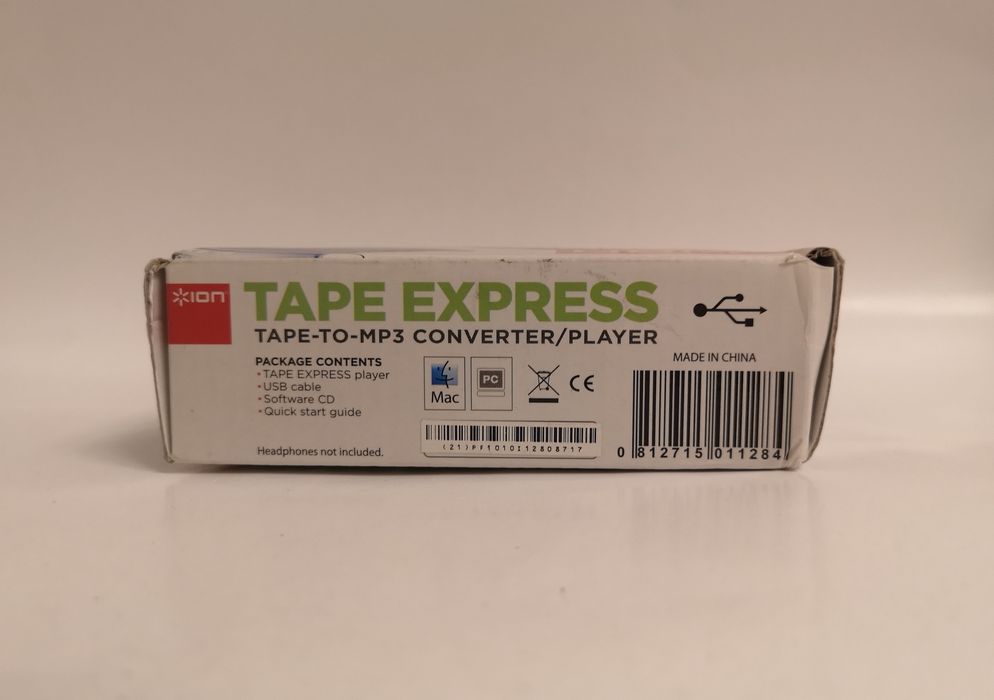 ION
TAPE EXPRESS
TAPE-TO-MP3 CONVERTER/PLAYER
PACKAGE CONTENTS
• TAPE EXPRESS player
• USB cable
• Software CD
• Quick start guide
Headphones not included.
Mac
PC
CE
(21)PF1010I12808717
MADE IN CHINA
0 812715 011284